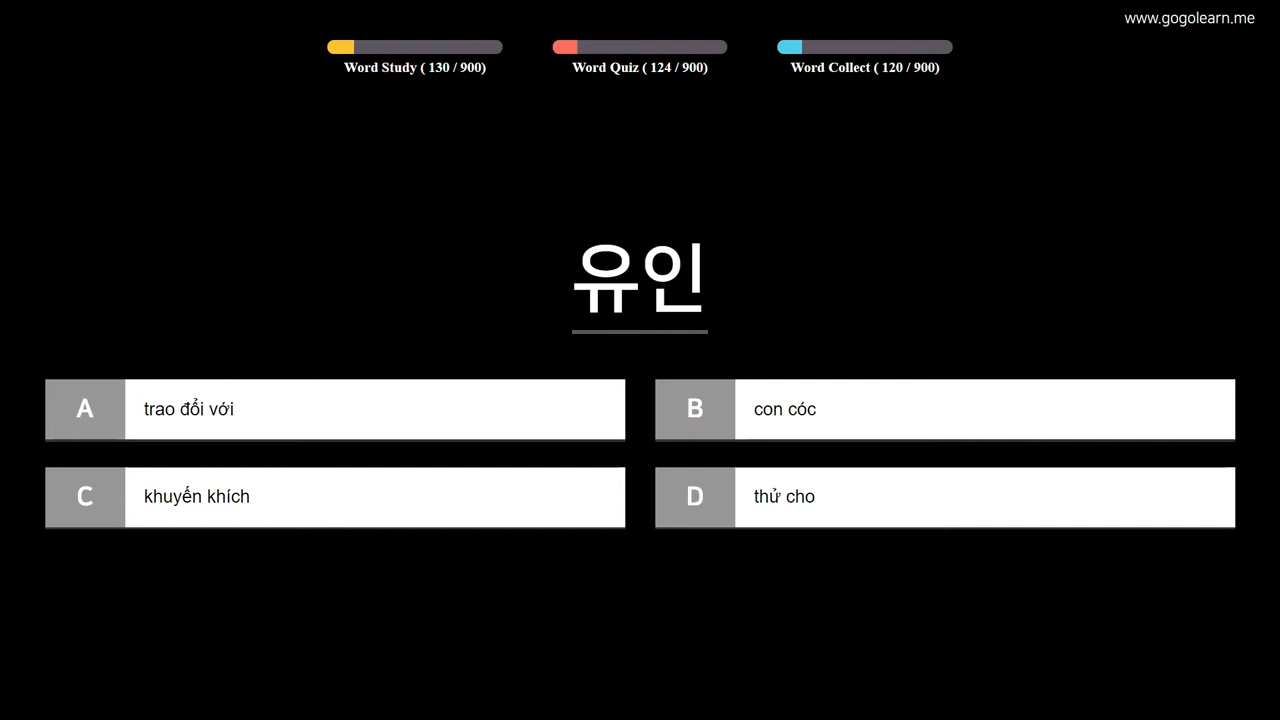 www.gogolearn.me
Word Study ( 130 / 900)
Word Quiz ( 124 / 900)
Word Collect ( 120 / 900)
유인
A trao đổi với
B con cóc
C khuyến khích
D thử cho